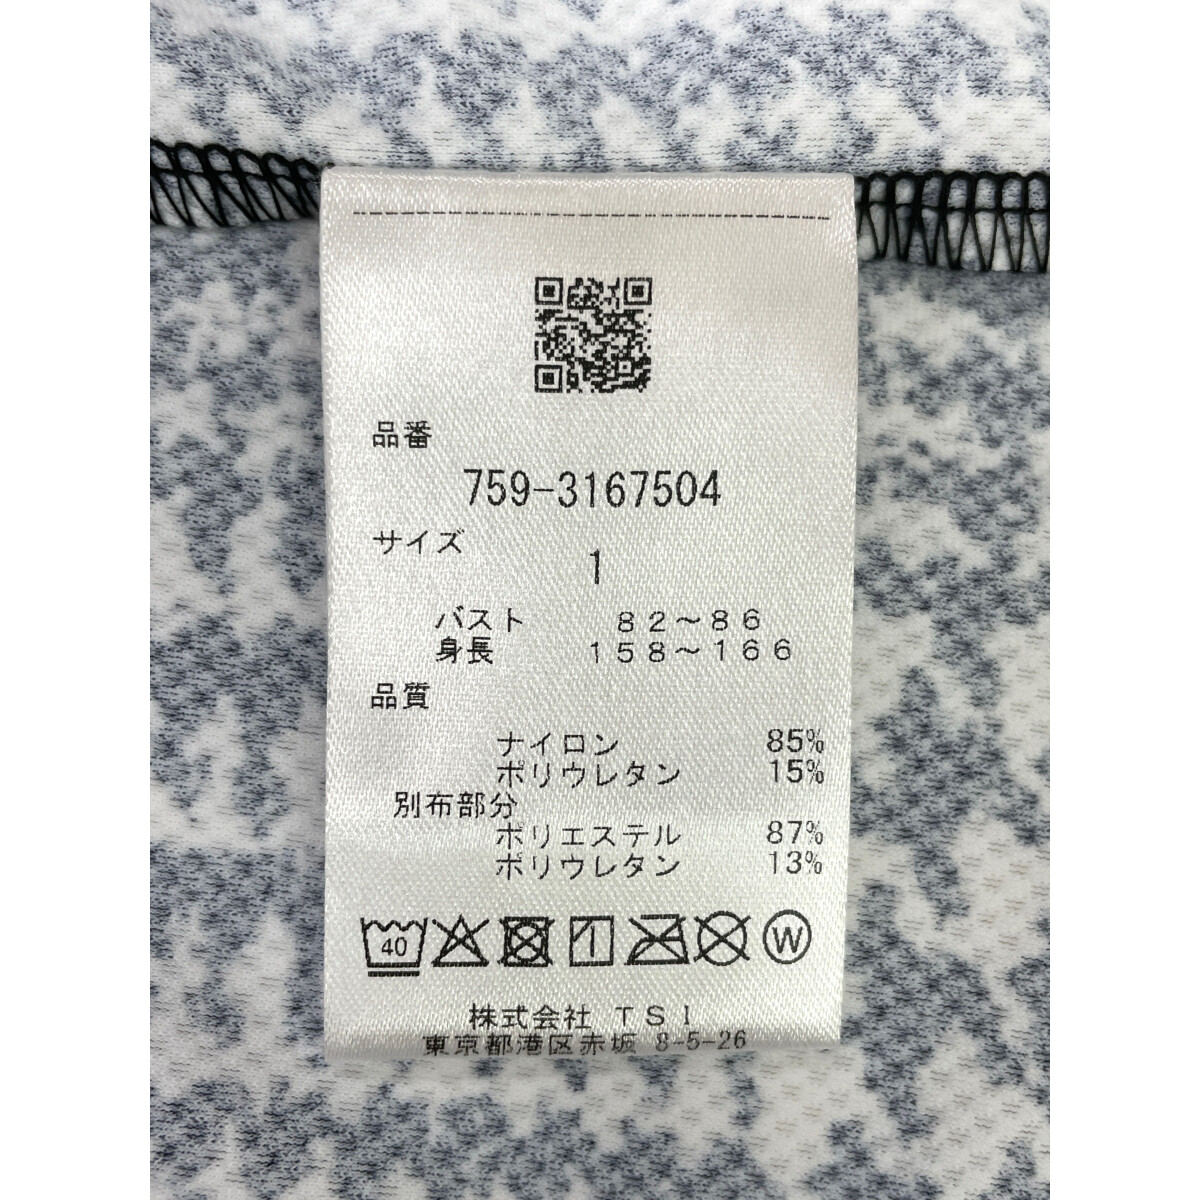 品番
759-3167504
サイズ
1
バスト 82～86
身長 158～166
品質
ナイロン 85%
ポリウレタン 15%
別布部分
ポリエステル 87%
ポリウレタン 13%
40 W
株式会社 TSI
東京都港区赤坂 8-5-26